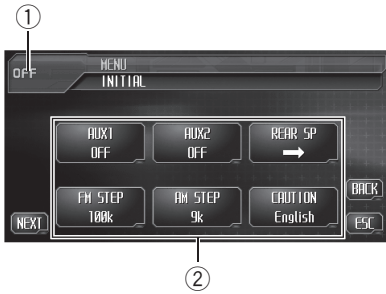 ①
OFF
MENU
INITIAL
AUX1
OFF
AUX2
OFF
REAR SP
➡
FM STEP
100k
AM STEP
9k
CAUTION
English
BACK
NEXT
ESC
②